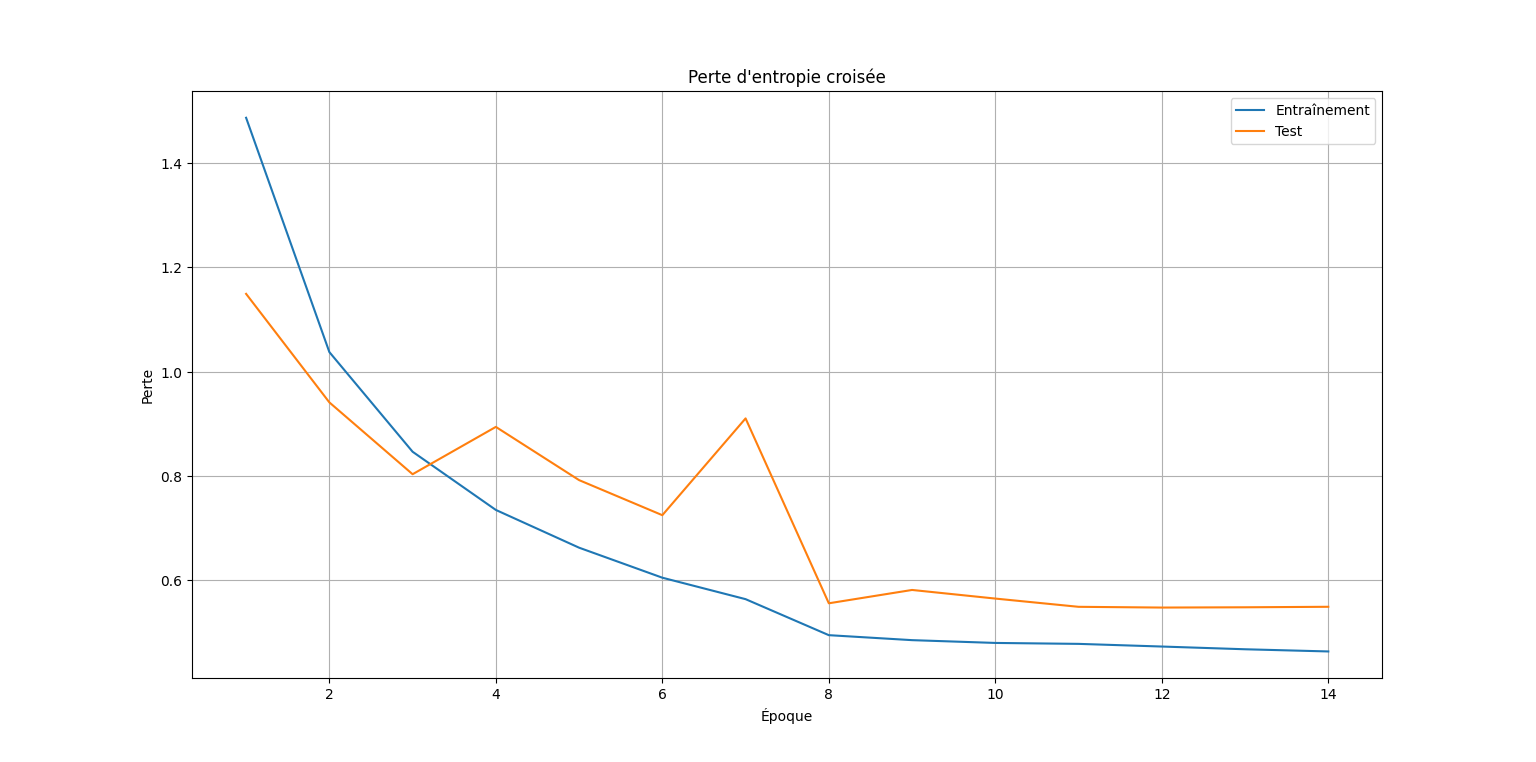 Perte d'entropie croisée
Entraînement
Test
1.4
1.2
1.0
0.8
0.6
Perte
2 4 6 8 10 12 14
Époque